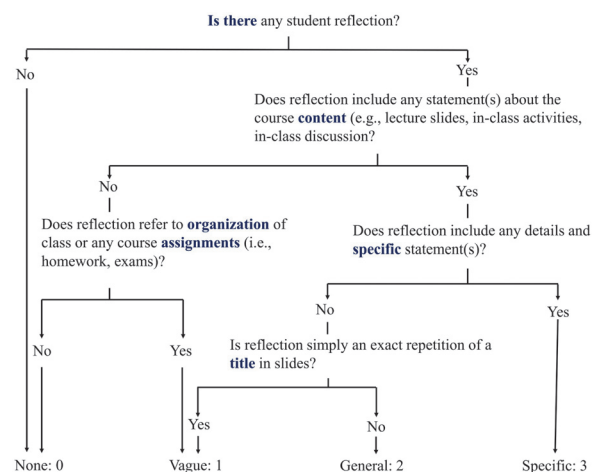 Is there any student reflection?
No
Yes
Does reflection include any statement(s) about the
course content (e.g., lecture slides, in-class activities,
in-class discussion?
No
Yes
Does reflection refer to organization of
class or any course assignments (i.e.,
homework, exams)?
Does reflection include any details and
specific statement(s)?
No
Yes
No
Yes
Is reflection simply an exact repetition of a
title in slides?
Yes
No
None: 0
Vague: 1
General: 2
Specific: 3